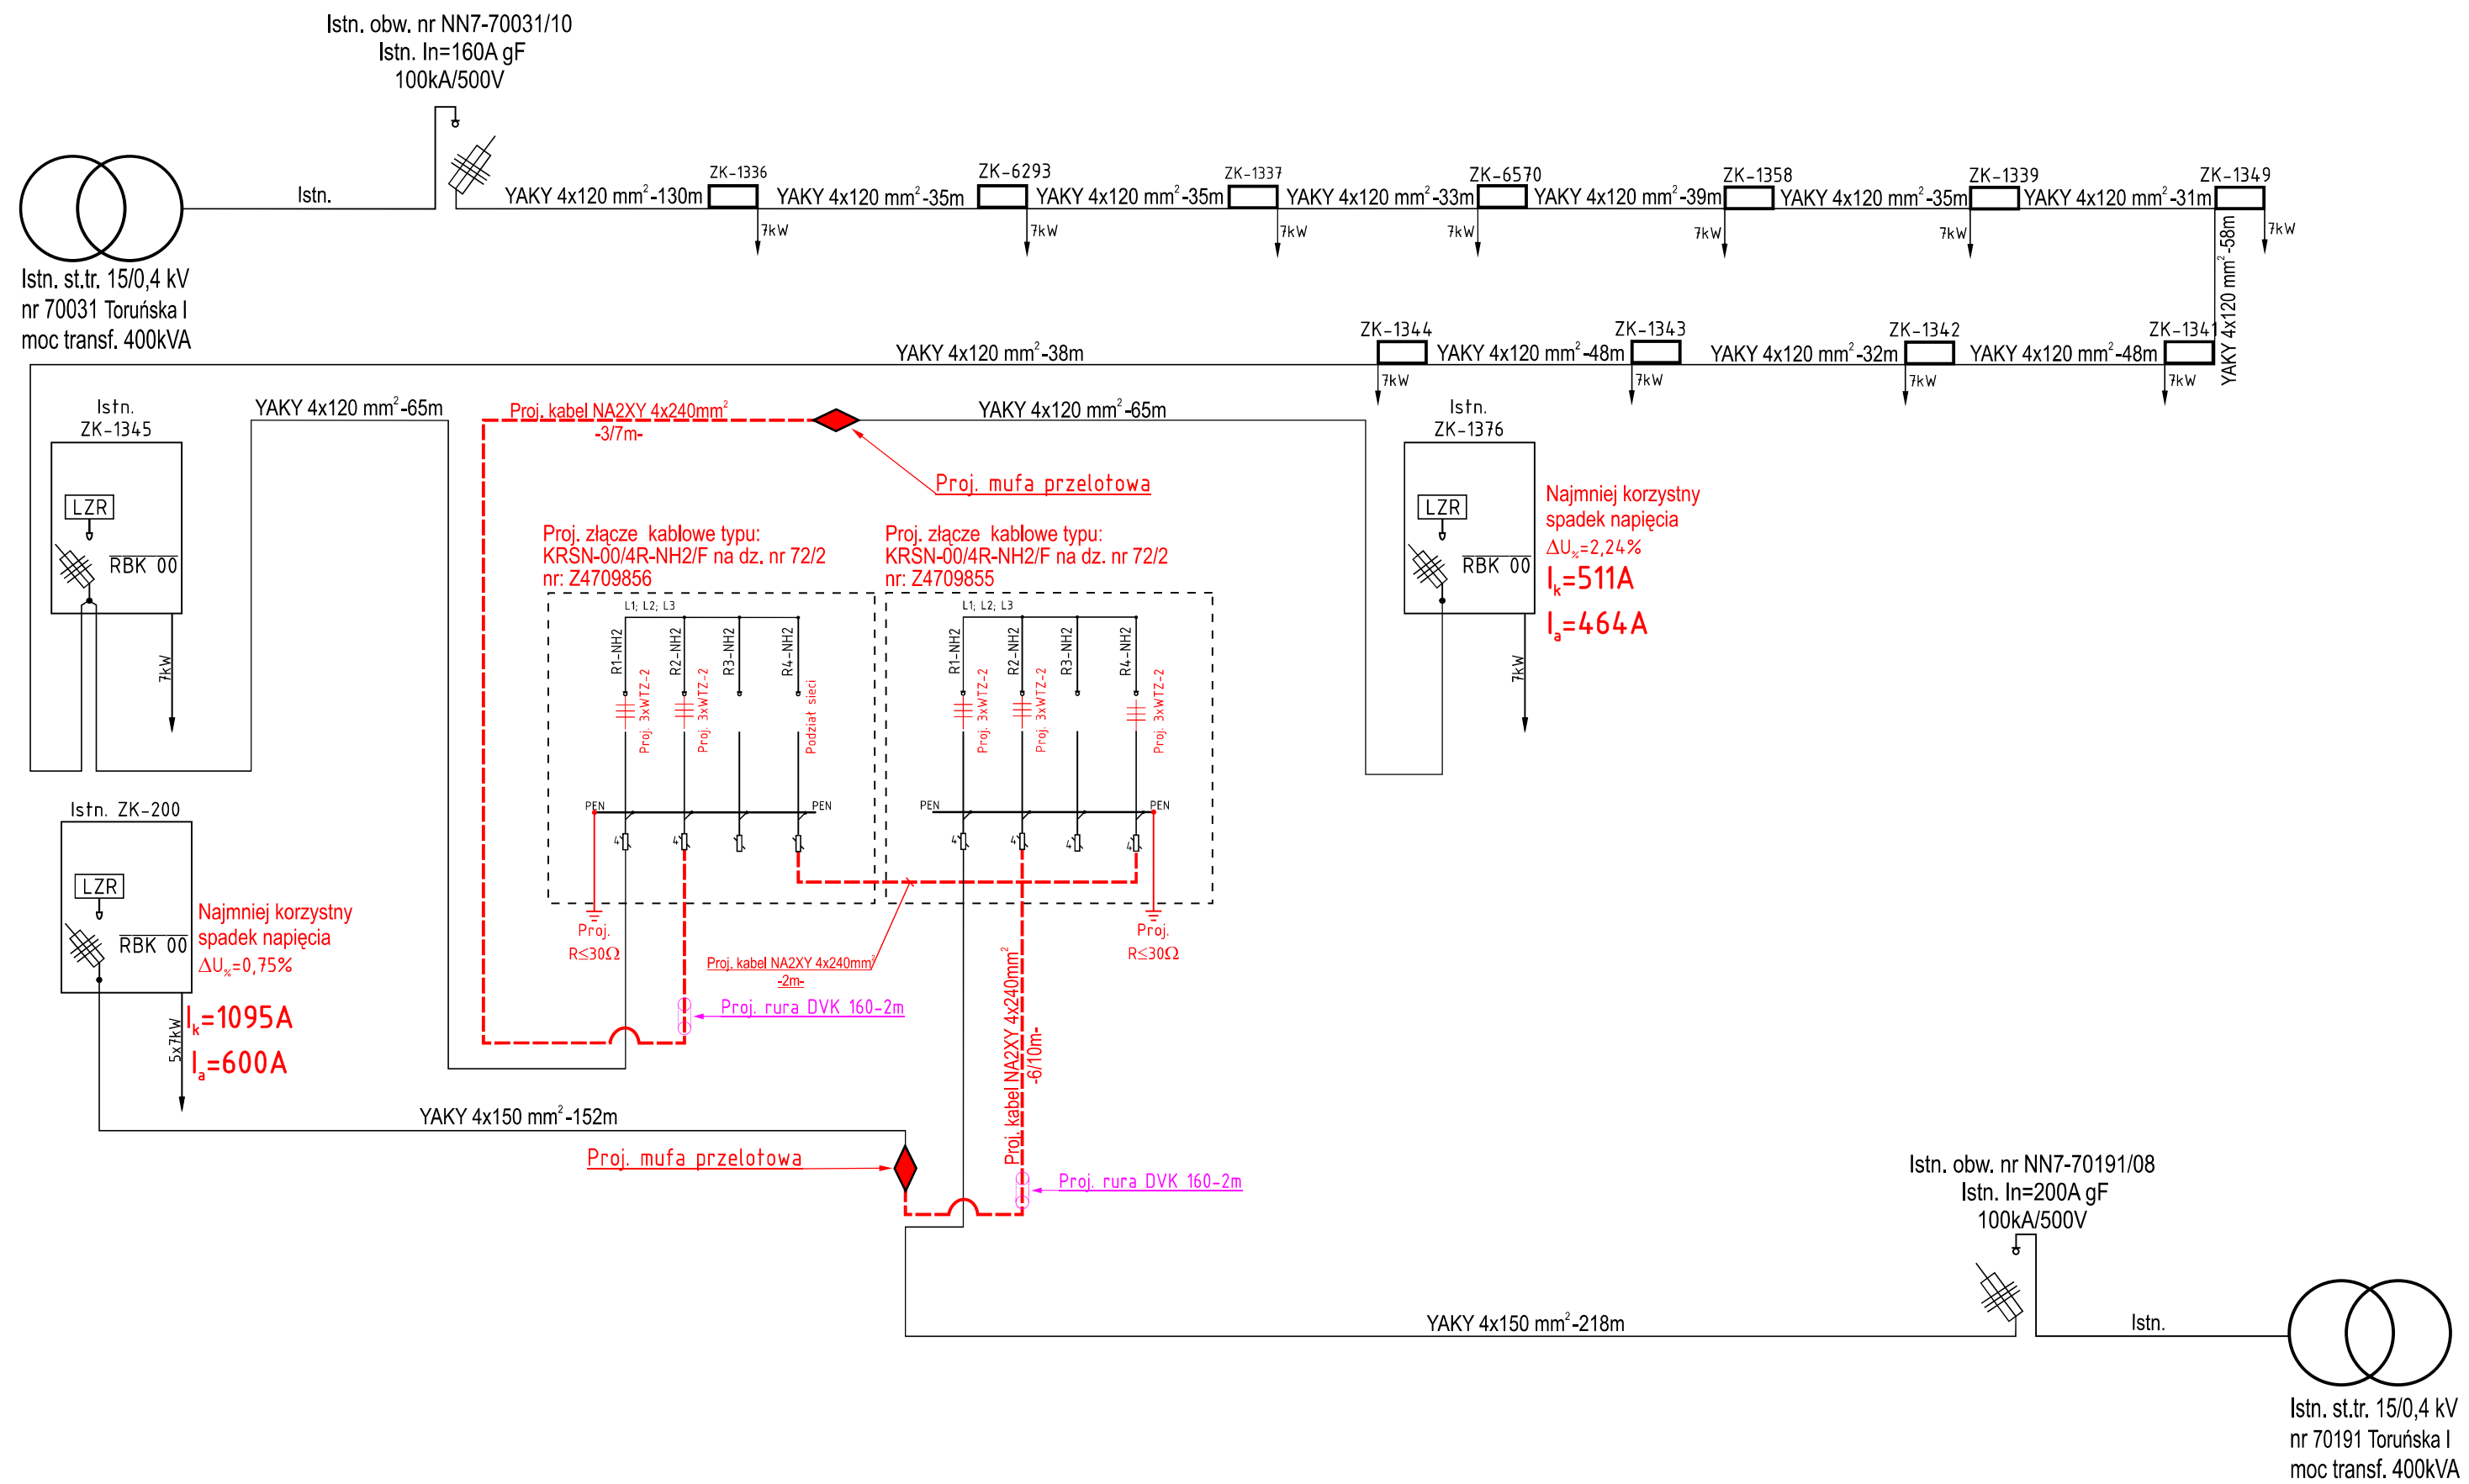 Istn. obw. nr NN7-70031/10
Istn. In=160A gF
100kA/500V
Istn.
YAKY 4x120 mm²-130m
ZK-1336
7kW
YAKY 4x120 mm²-35m
ZK-6293
7kW
YAKY 4x120 mm²-35m
ZK-1337
7kW
YAKY 4x120 mm²-33m
ZK-6570
7kW
YAKY 4x120 mm²-39m
ZK-1358
7kW
YAKY 4x120 mm²-35m
ZK-1339
7kW
YAKY 4x120 mm²-31m
ZK-1349
7kW
YAKY 4x120 mm²-58m
Istn. st.tr. 15/0,4 kV
nr 70031 Toruńska I
moc transf. 400kVA
YAKY 4x120 mm²-38m
ZK-1344
7kW
YAKY 4x120 mm²-48m
ZK-1343
7kW
YAKY 4x120 mm²-32m
ZK-1342
7kW
YAKY 4x120 mm²-48m
ZK-1341
7kW
Istn.
ZK-1345
LZR
RBK 00
7kW
YAKY 4x120 mm²-65m
Proj. kabel NA2XY 4x240mm²
-3/7m-
YAKY 4x120 mm²-65m
Proj. mufa przelotowa
Istn.
ZK-1376
LZR
RBK 00
7kW
Najmniej korzystny
spadek napięcia
ΔU%=2,24%
Ik=511A
Ia=464A
Proj. złącze kablowe typu:
KRSN-00/4R-NH2/F na dz. nr 72/2
nr: Z4709856
L1; L2; L3
R1-NH2
R2-NH2
R3-NH2
R4-NH2
Proj. 3xWTZ-2
Proj. 3xWTZ-2
Podział sieci
PEN
PEN
4
4
Proj.
R≤30Ω
Proj. złącze kablowe typu:
KRSN-00/4R-NH2/F na dz. nr 72/2
nr: Z4709855
L1; L2; L3
R1-NH2
R2-NH2
R3-NH2
R4-NH2
Proj. 3xWTZ-2
Proj. 3xWTZ-2
Proj. 3xWTZ-2
PEN
PEN
4
4
4
4
Proj.
R≤30Ω
Proj. kabel NA2XY 4x240mm²
-2m-
Proj. rura DVK 160-2m
Proj. kabel NA2XY 4x240mm²
-6/10m-
Istn. ZK-200
LZR
RBK 00
5x7kW
Najmniej korzystny
spadek napięcia
ΔU%=0,75%
Ik=1095A
Ia=600A
YAKY 4x150 mm²-152m
Proj. mufa przelotowa
Proj. rura DVK 160-2m
Istn. obw. nr NN7-70191/08
Istn. In=200A gF
100kA/500V
YAKY 4x150 mm²-218m
Istn.
Istn. st.tr. 15/0,4 kV
nr 70191 Toruńska I
moc transf. 400kVA